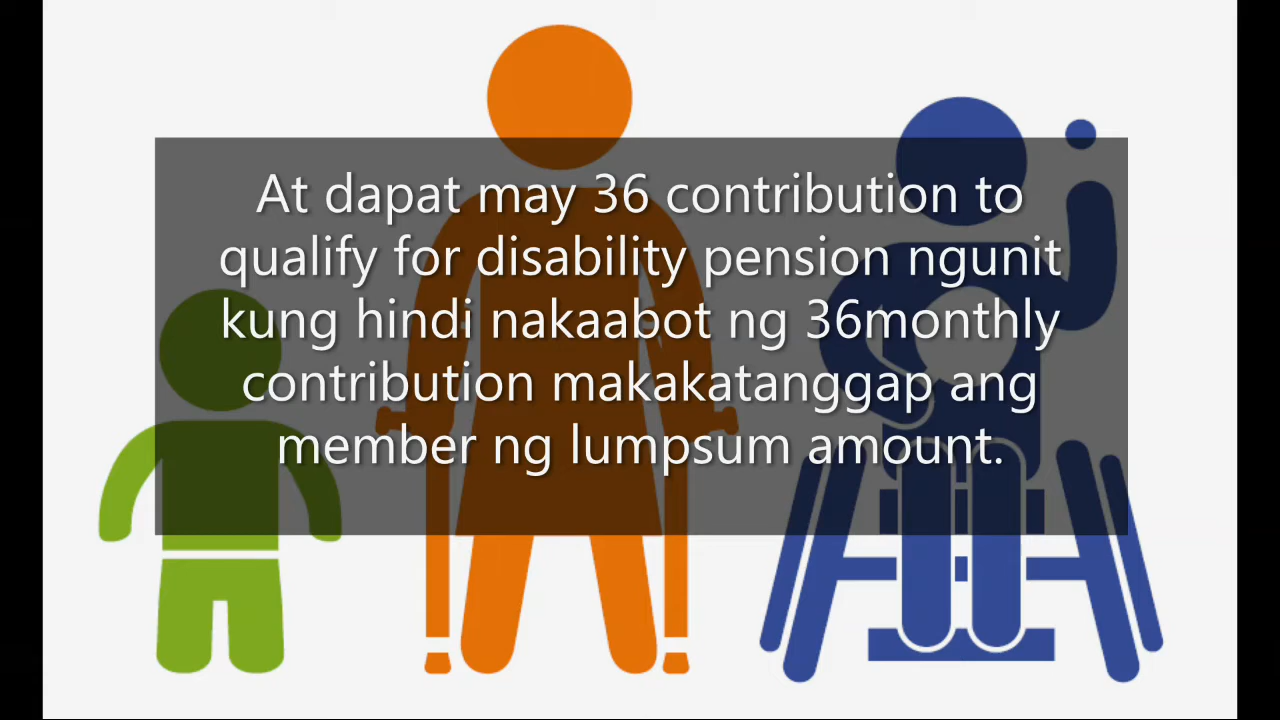 At dapat may 36 contribution to
qualify for disability pension ngunit
kung hindi nakaabot ng 36monthly
contribution makakatanggap ang
member ng lumpsum amount.